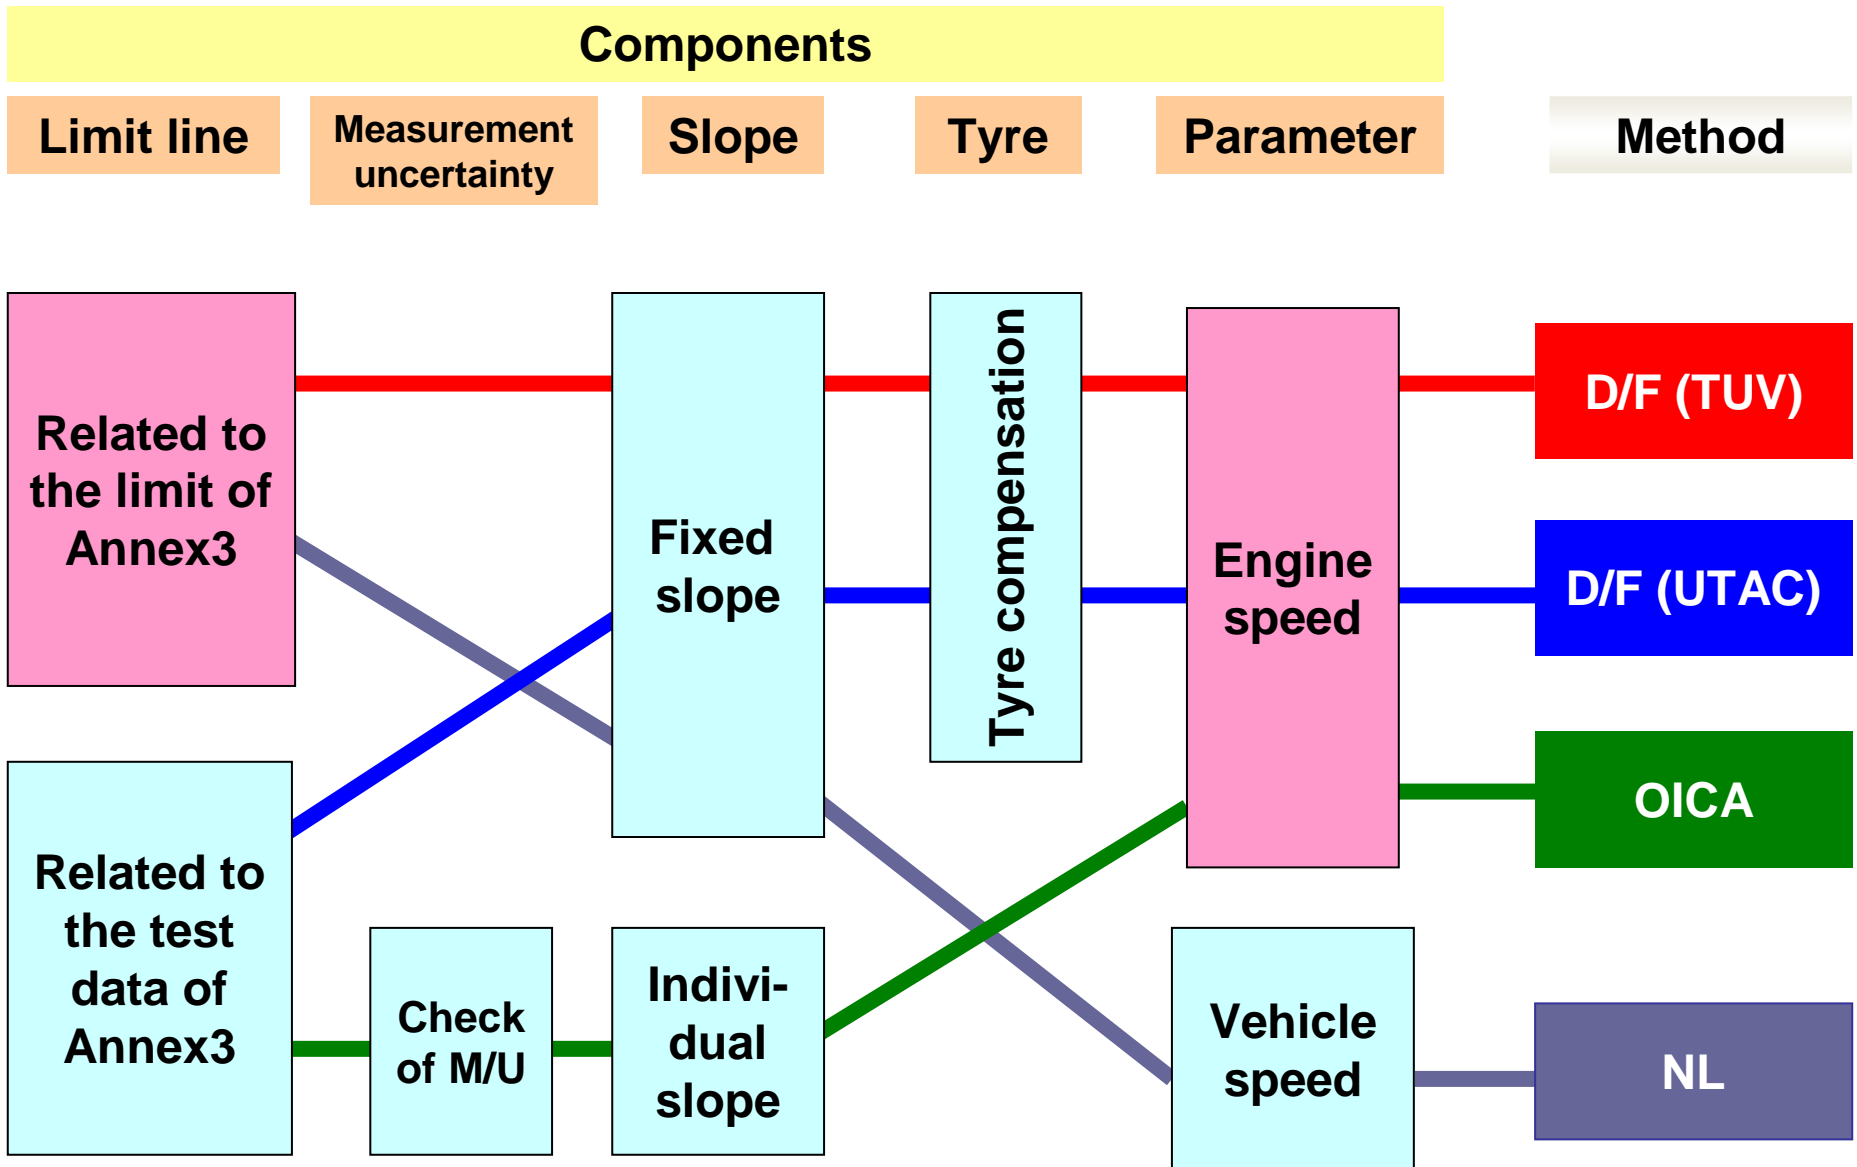 Components
Limit line
Measurement
uncertainty
Slope
Tyre
Parameter
Method
Related to
the limit of
Annex3
Fixed
slope
Tyre compensation
Engine
speed
D/F (TUV)
D/F (UTAC)
OICA
Related to
the test
data of
Annex3
Check
of M/U
Indivi-
dual
slope
Vehicle
speed
NL